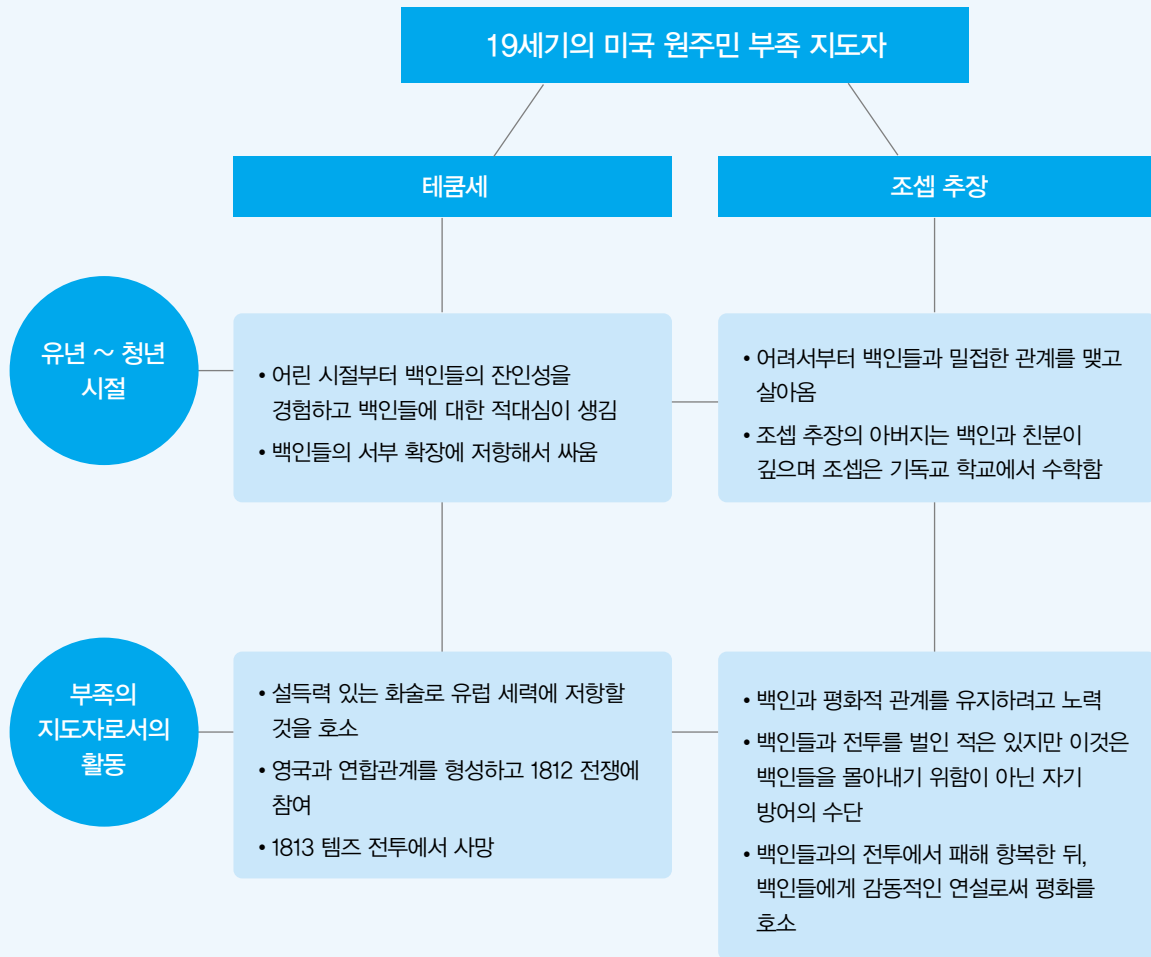 19세기의 미국 원주민 부족 지도자
테쿰세
조셉 추장
유년 ~ 청년
시절
• 어린 시절부터 백인들의 잔인성을
경험하고 백인들에 대한 적대심이 생김
• 백인들의 서부 확장에 저항해서 싸움
• 어려서부터 백인들과 밀접한 관계를 맺고
살아옴
• 조셉 추장의 아버지는 백인과 친분이
깊으며 조셉은 기독교 학교에서 수학함
부족의
지도자로서의
활동
• 설득력 있는 화술로 유럽 세력에 저항할
것을 호소
• 영국과 연합관계를 형성하고 1812 전쟁에
참여
• 1813 템즈 전투에서 사망
• 백인과 평화적 관계를 유지하려고 노력
• 백인들과 전투를 벌인 적은 있지만 이것은
백인들을 몰아내기 위함이 아닌 자기
방어의 수단
• 백인들과의 전투에서 패해 항복한 뒤,
백인들에게 감동적인 연설로써 평화를
호소